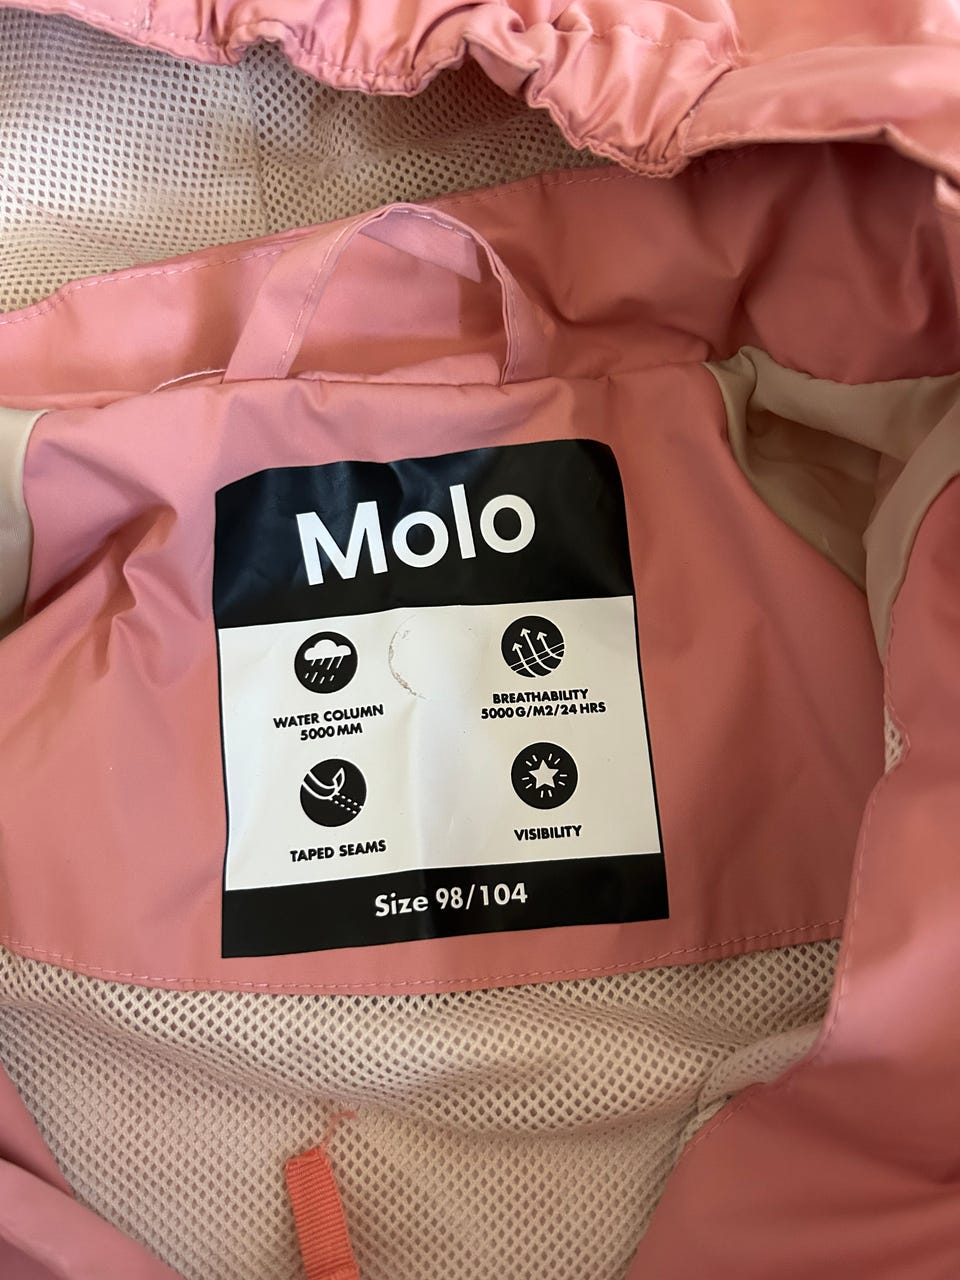 Molo
WATER COLUMN
5000 MM
BREATHABILITY
5000 G/M2/24 HRS
TAPED SEAMS
VISIBILITY
Size 98/104